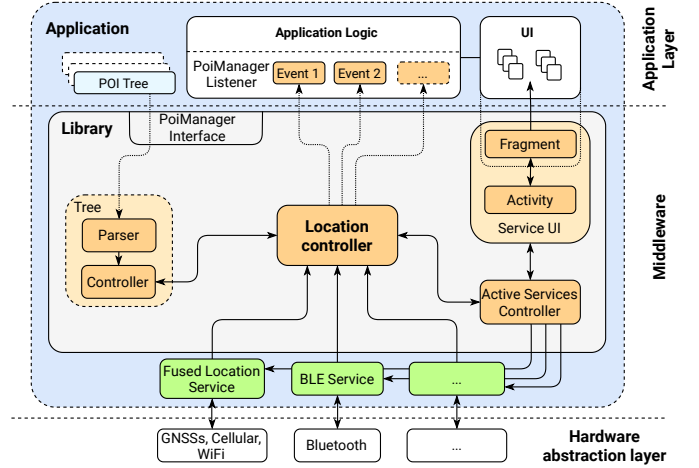 Application
Application Logic
UI
Application
Layer
POI Tree
PoiManager
Listener
Event 1
Event 2
...
Library
PoiManager
Interface
Fragment
Activity
Service UI
Tree
Parser
Controller
Location
controller
Middleware
Active Services
Controller
Fused Location
Service
BLE Service
...
GNSSs, Cellular,
WiFi
Bluetooth
...
Hardware
abstraction layer